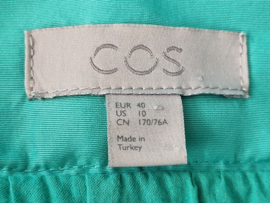 COS
EUR 40
US 10
CN 170/76A
Made in
Turkey